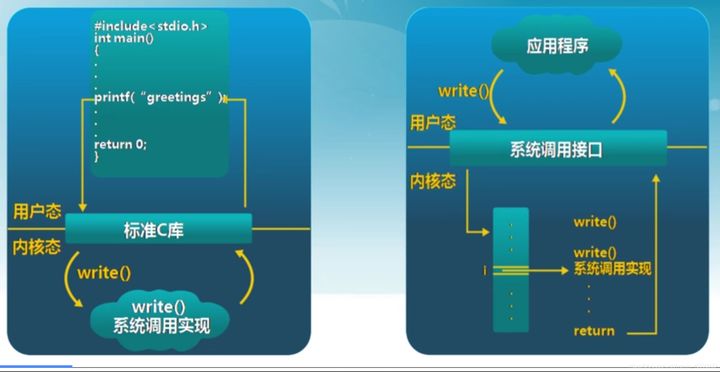 #include<stdio.h>
int main()
{
.
.
.
printf( “greetings” );
.
.
.
return 0;
}
用户态
标准C库
内核态
write()
write()
系统调用实现
应用程序
write()
用户态
系统调用接口
内核态
.
.
.
i
.
.
.
write()
write()
系统调用实现
.
.
.
return